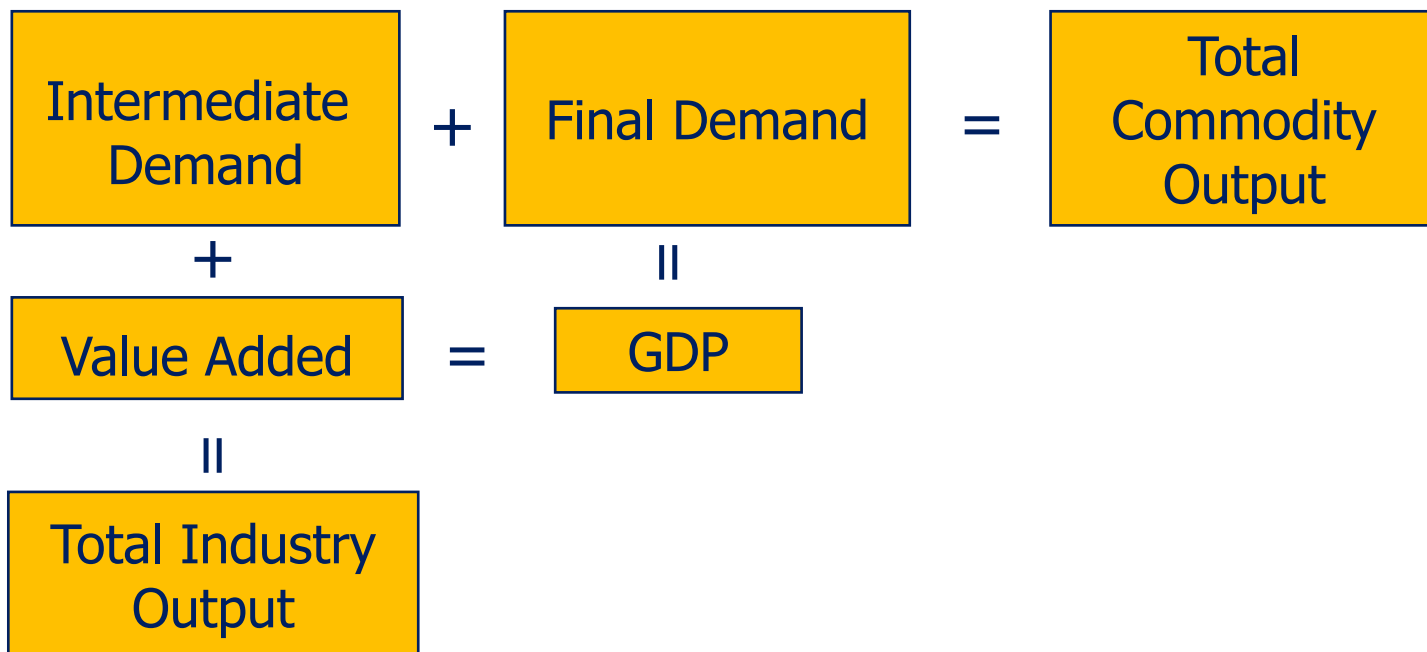 Intermediate
Demand
+
Final Demand
=
Total
Commodity
Output
+
=
Value Added
=
GDP
=
Total Industry
Output